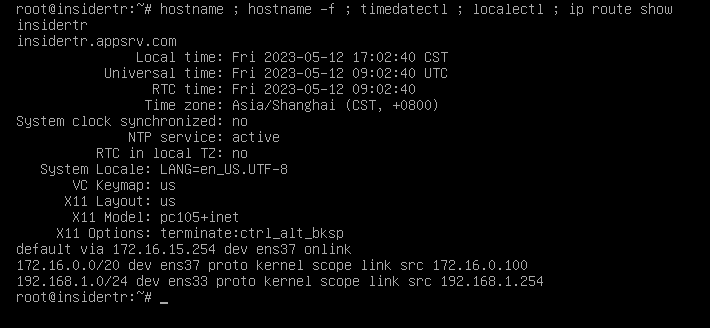 root@insidertr:~# hostname ; hostname -f ; timedatectl ; localectl ; ip route show
insidertr
insidertr.appsrv.com
Local time: Fri 2023-05-12 17:02:40 CST
Universal time: Fri 2023-05-12 09:02:40 UTC
RTC time: Fri 2023-05-12 09:02:40
Time zone: Asia/Shanghai (CST, +0800)
System clock synchronized: no
NTP service: active
RTC in local TZ: no
System Locale: LANG=en_US.UTF-8
VC Keymap: us
X11 Layout: us
X11 Model: pc105+inet
X11 Options: terminate:ctrl_alt_bksp
default via 172.16.15.254 dev ens37 onlink
172.16.0.0/20 dev ens37 proto kernel scope link src 172.16.0.100
192.168.1.0/24 dev ens33 proto kernel scope link src 192.168.1.254
root@insidertr:~# _